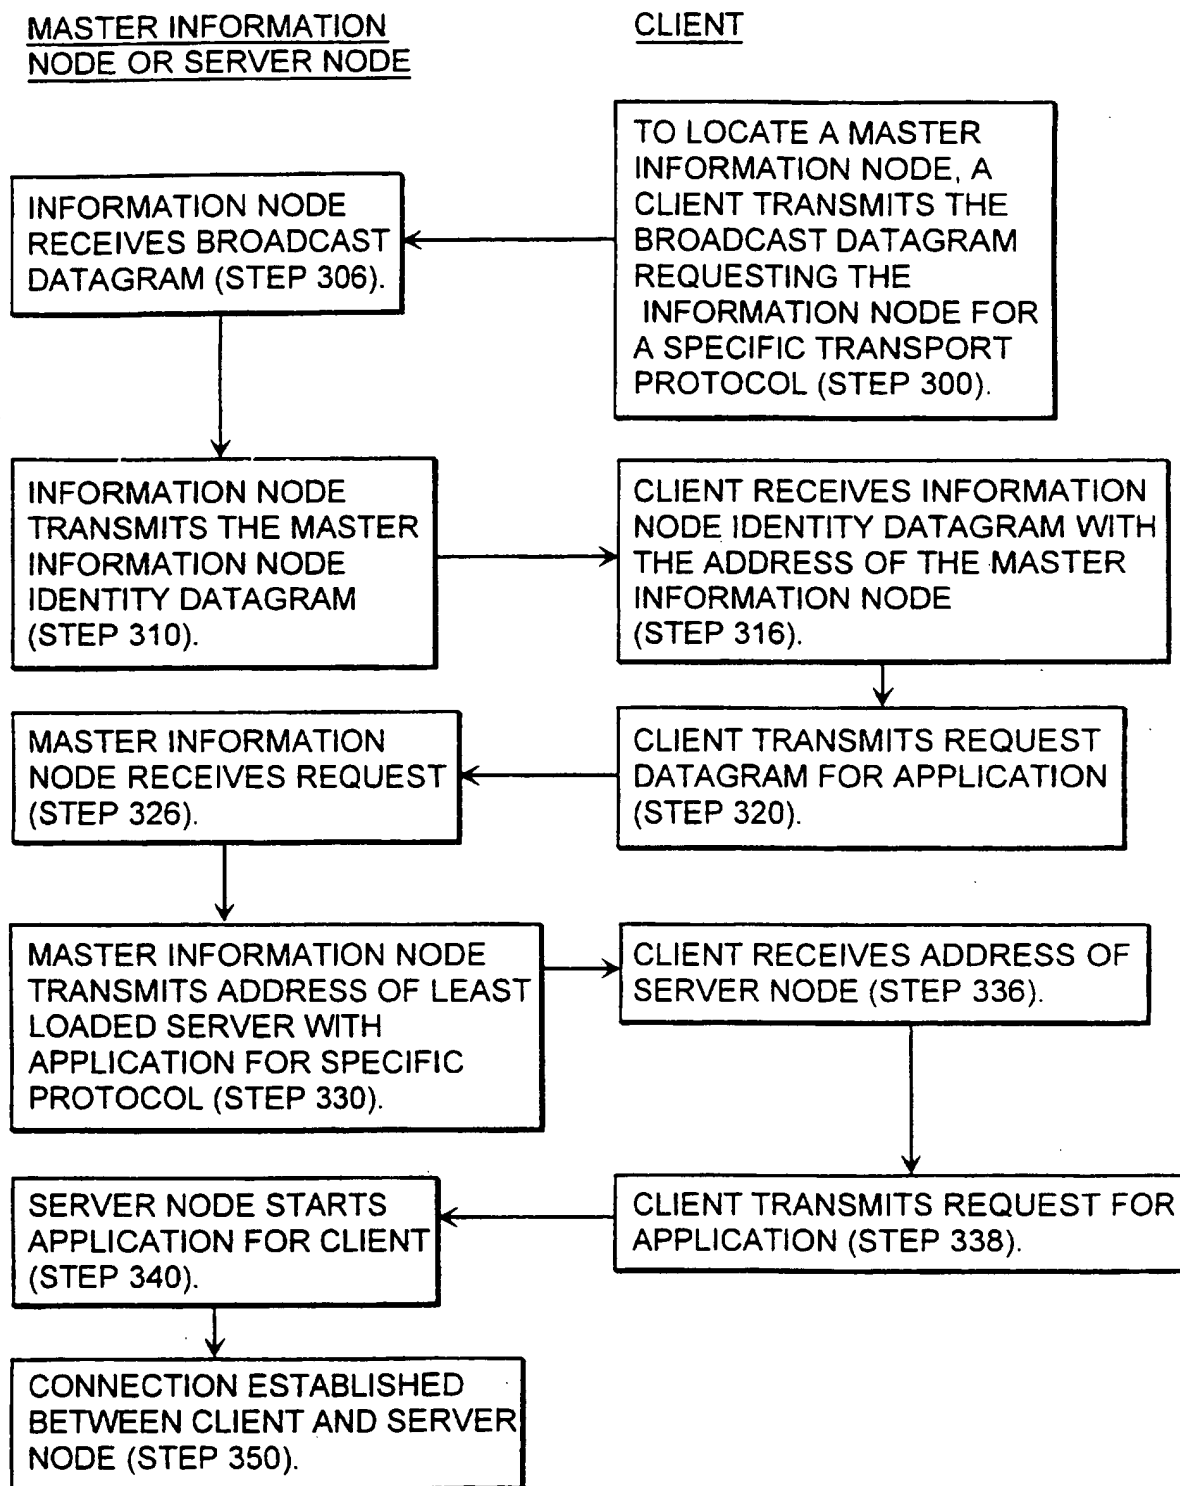 MASTER INFORMATION
NODE OR SERVER NODE
CLIENT
TO LOCATE A MASTER
INFORMATION NODE, A
CLIENT TRANSMITS THE
BROADCAST DATAGRAM
REQUESTING THE
INFORMATION NODE FOR
A SPECIFIC TRANSPORT
PROTOCOL (STEP 300).
INFORMATION NODE
RECEIVES BROADCAST
DATAGRAM (STEP 306).
INFORMATION NODE
TRANSMITS THE MASTER
INFORMATION NODE
IDENTITY DATAGRAM
(STEP 310).
CLIENT RECEIVES INFORMATION
NODE IDENTITY DATAGRAM WITH
THE ADDRESS OF THE MASTER
INFORMATION NODE
(STEP 316).
CLIENT TRANSMITS REQUEST
DATAGRAM FOR APPLICATION
(STEP 320).
MASTER INFORMATION
NODE RECEIVES REQUEST
(STEP 326).
MASTER INFORMATION NODE
TRANSMITS ADDRESS OF LEAST
LOADED SERVER WITH
APPLICATION FOR SPECIFIC
PROTOCOL (STEP 330).
CLIENT RECEIVES ADDRESS OF
SERVER NODE (STEP 336).
CLIENT TRANSMITS REQUEST FOR
APPLICATION (STEP 338).
SERVER NODE STARTS
APPLICATION FOR CLIENT
(STEP 340).
CONNECTION ESTABLISHED
BETWEEN CLIENT AND SERVER
NODE (STEP 350).